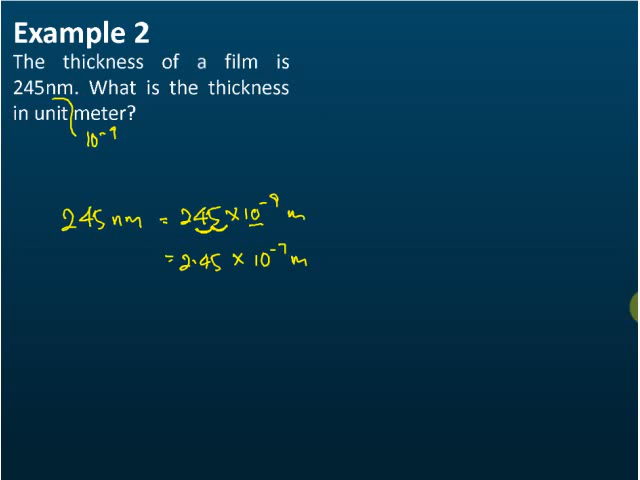 Example 2
The thickness of a film is
245nm. What is the thickness
in unit meter?
10⁻⁹
245 nm = 245 × 10⁻⁹ m
= 2.45 × 10⁻⁷ m